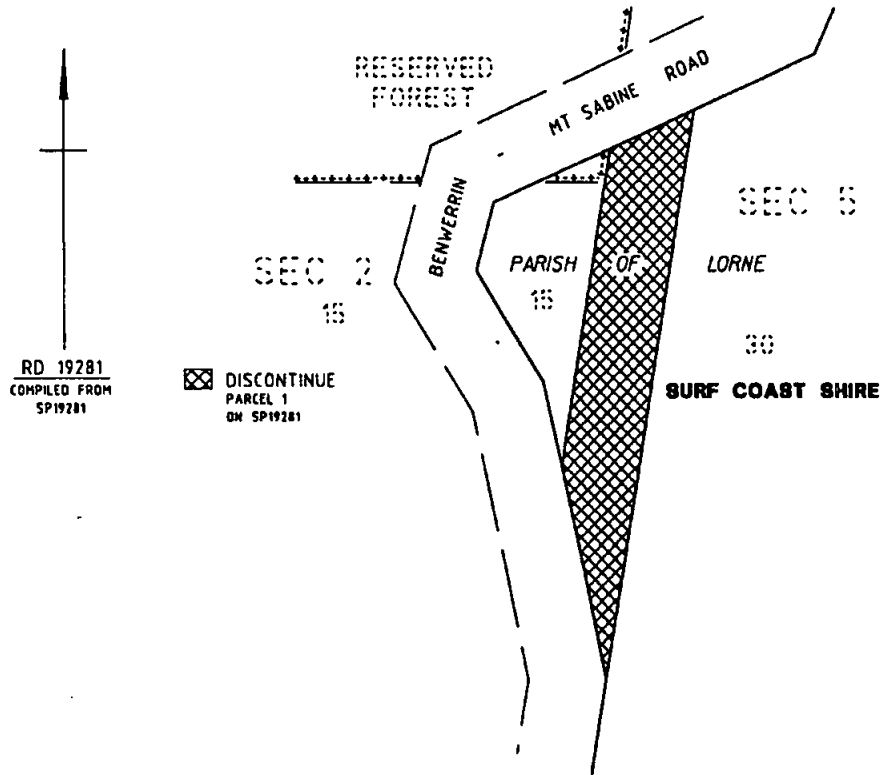 RESERVED
FOREST
MT SABINE ROAD
BENWERRIN
SEC 5
SEC 2
15
PARISH OF LORNE
15
30
RD 19281
COMPILED FROM
SP19281
DISCONTINUE
PARCEL 1
ON SP19281
SURF COAST SHIRE